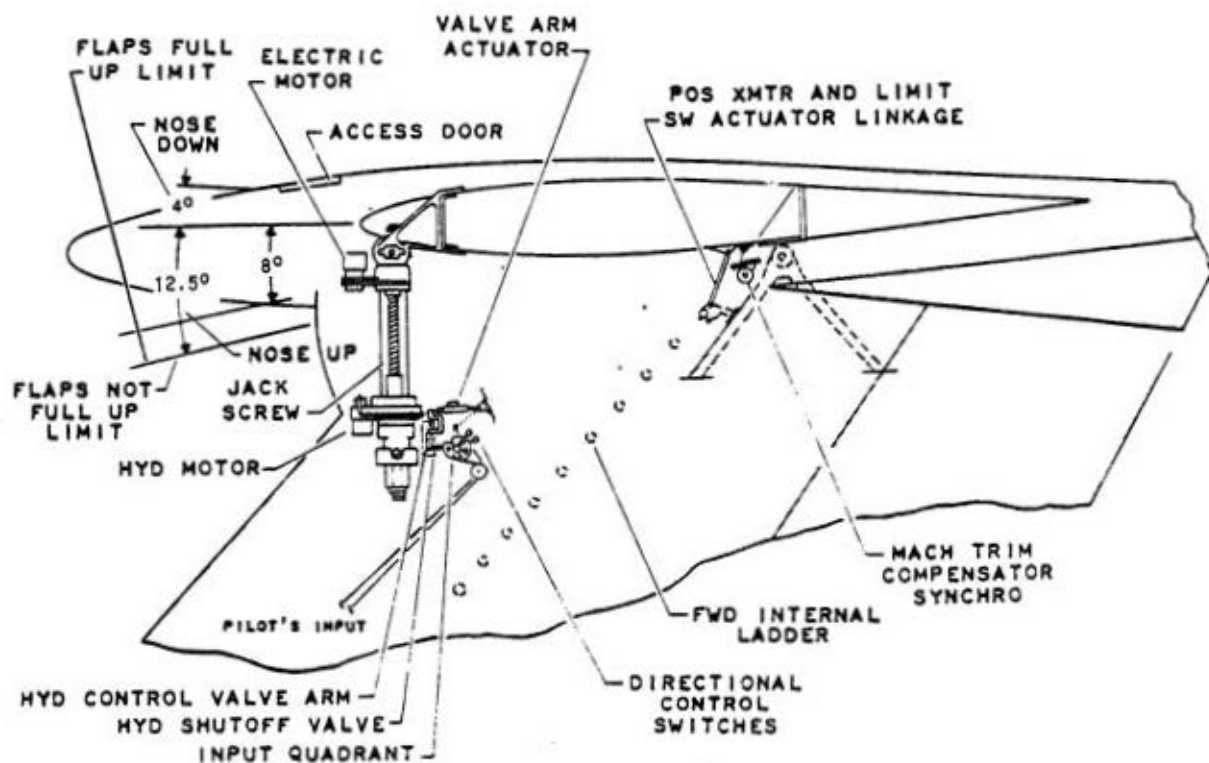 VALVE ARM
ACTUATOR
FLAPS FULL
UP LIMIT
ELECTRIC
MOTOR
POS XMTR AND LIMIT
SW ACTUATOR LINKAGE
NOSE
DOWN
ACCESS DOOR
4°
8°
12.5°
NOSE UP
FLAPS NOT
FULL UP
LIMIT
JACK
SCREW
HYD MOTOR
MACH TRIM
COMPENSATOR
SYNCHRO
PILOT'S INPUT
FWD INTERNAL
LADDER
HYD CONTROL VALVE ARM
HYD SHUTOFF VALVE
INPUT QUADRANT
DIRECTIONAL
CONTROL
SWITCHES